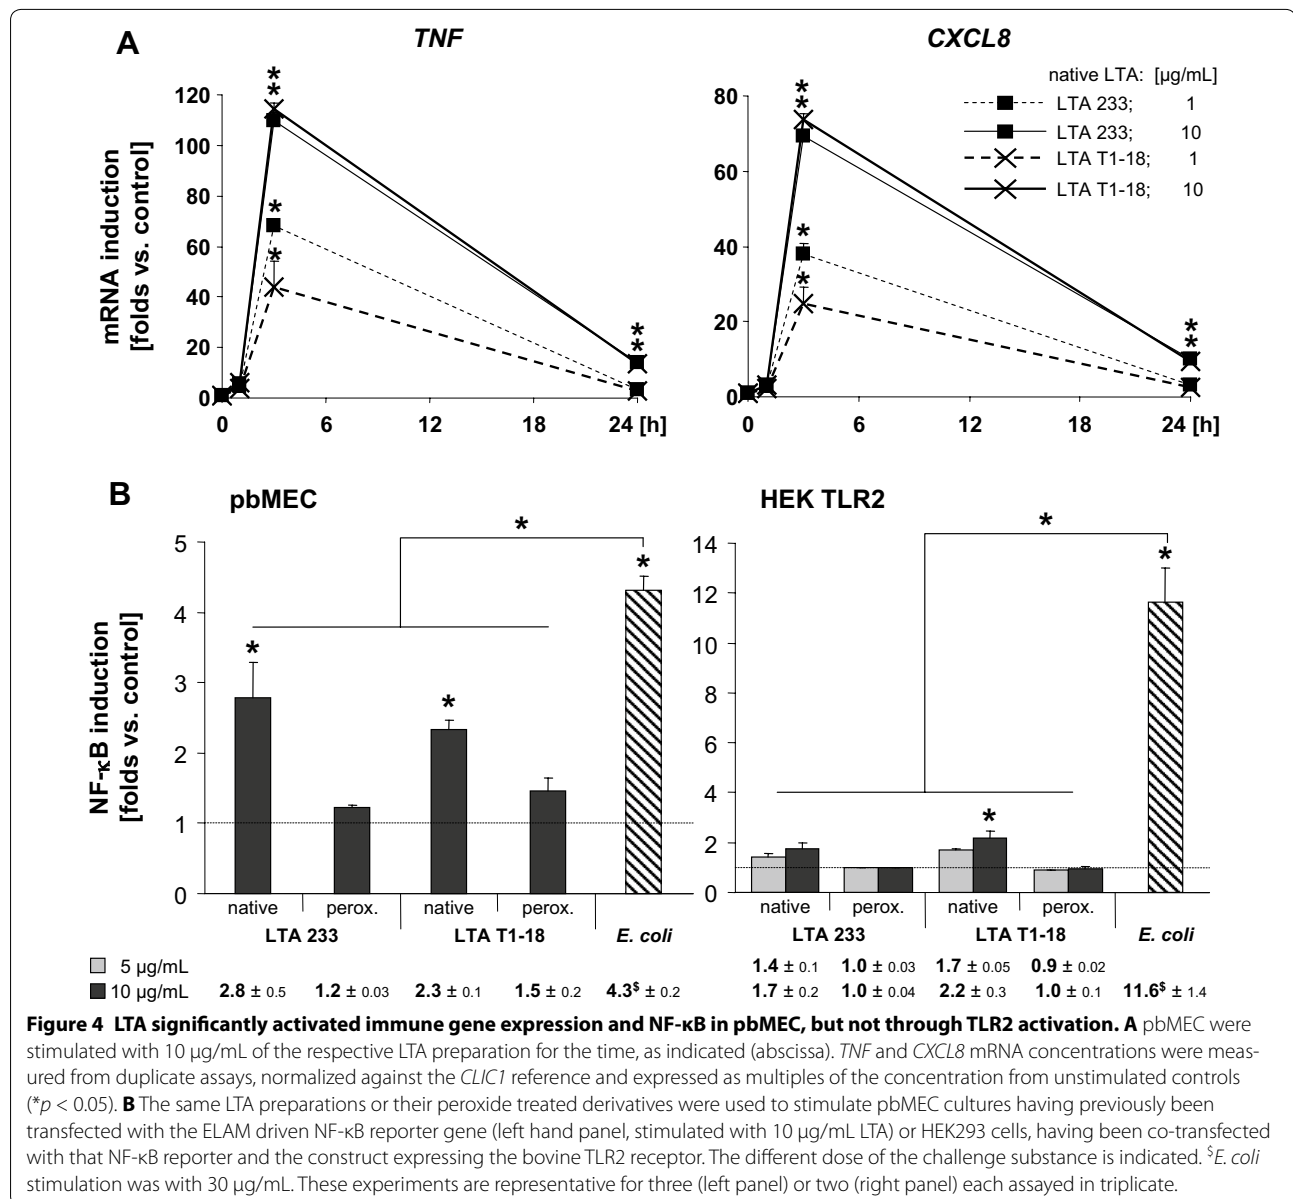 A
TNF
CXCL8
mRNA induction
[folds vs. control]
120
100
80
60
40
20
0
0 6 12 18 24 [h]
* * * * * *
80
60
40
20
0
0 6 12 18 24 [h]
* * * * * *
native LTA: [µg/mL]
LTA 233; 1
LTA 233; 10
LTA T1-18; 1
LTA T1-18; 10
B
pbMEC
HEK TLR2
NF-κB induction
[folds vs. control]
5
4
3
2
1
0
* * * *
native perox. native perox.
LTA 233 LTA T1-18 E. coli
14
12
10
8
6
4
2
0
* * *
native perox. native perox.
LTA 233 LTA T1-18 E. coli
5 µg/mL 1.4 ± 0.1 1.0 ± 0.03 1.7 ± 0.05 0.9 ± 0.02
10 µg/mL 2.8 ± 0.5 1.2 ± 0.03 2.3 ± 0.1 1.5 ± 0.2 4.3$ ± 0.2 1.7 ± 0.2 1.0 ± 0.04 2.2 ± 0.3 1.0 ± 0.1 11.6$ ± 1.4
Figure 4 LTA significantly activated immune gene expression and NF-κB in pbMEC, but not through TLR2 activation. A pbMEC were
stimulated with 10 µg/mL of the respective LTA preparation for the time, as indicated (abscissa). TNF and CXCL8 mRNA concentrations were meas-
ured from duplicate assays, normalized against the CLIC1 reference and expressed as multiples of the concentration from unstimulated controls
(*p < 0.05). B The same LTA preparations or their peroxide treated derivatives were used to stimulate pbMEC cultures having previously been
transfected with the ELAM driven NF-κB reporter gene (left hand panel, stimulated with 10 µg/mL LTA) or HEK293 cells, having been co-transfected
with that NF-κB reporter and the construct expressing the bovine TLR2 receptor. The different dose of the challenge substance is indicated. $E. coli
stimulation was with 30 µg/mL. These experiments are representative for three (left panel) or two (right panel) each assayed in triplicate.